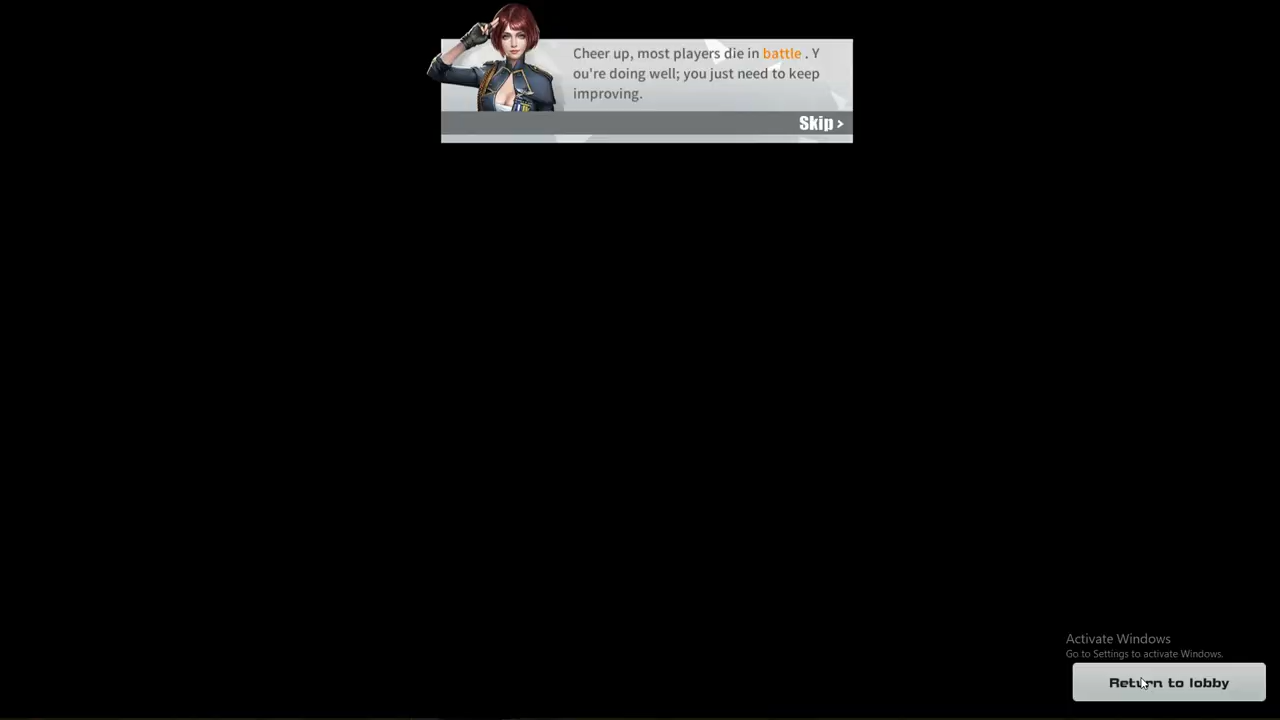 Cheer up, most players die in battle . Y
ou're doing well; you just need to keep
improving.
Skip >
Activate Windows
Go to Settings to activate Windows.
Return to lobby